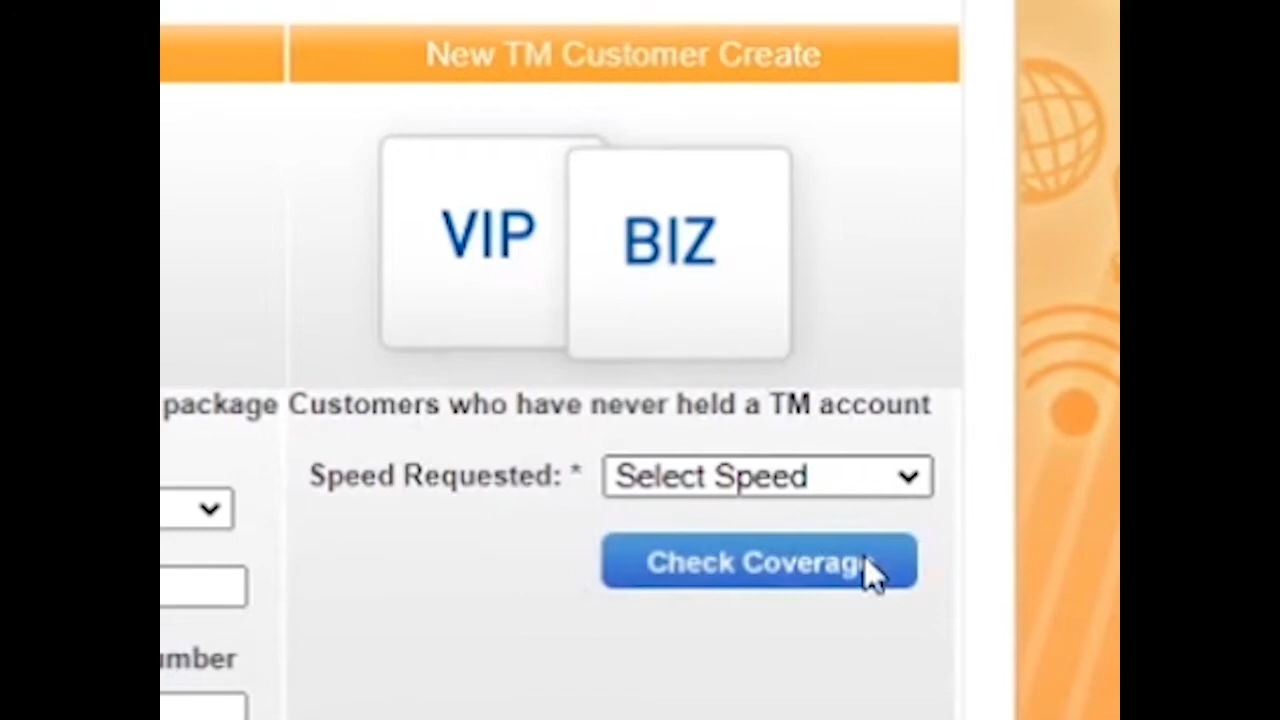 New TM Customer Create
VIP
BIZ
package
Customers who have never held a TM account
Speed Requested: *
Select Speed
Check Coverage